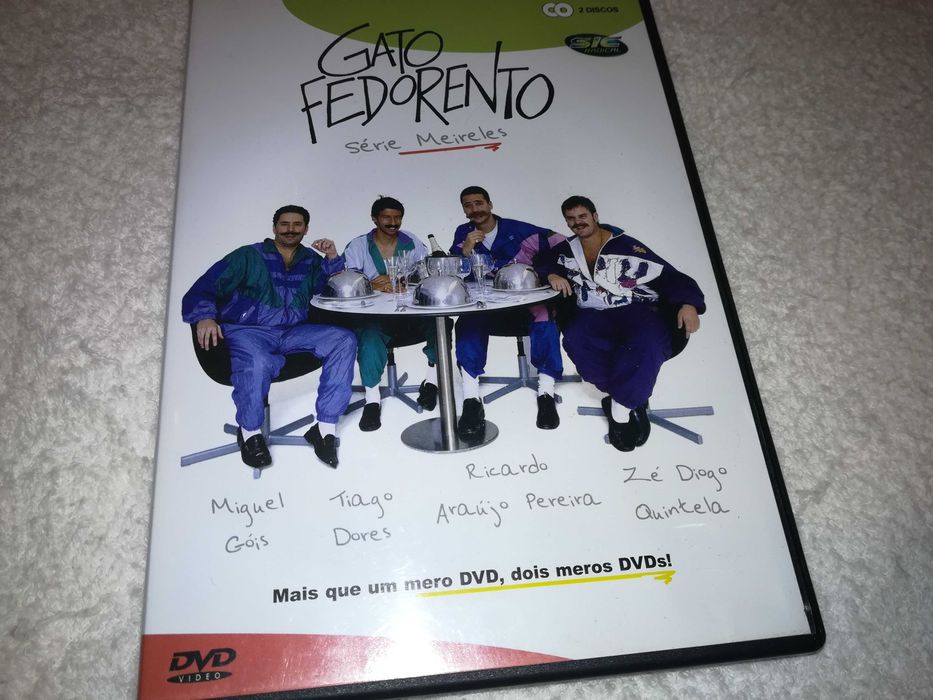 2 DISCOS
SIC
RADICAL
GATO
FEDORENTO
Série Meireles
Miguel
Góis
Tiago
Dores
Ricardo
Araújo Pereira
Zé Diogo
Quintela
Mais que um mero DVD, dois meros DVDs!
DVD
VIDEO